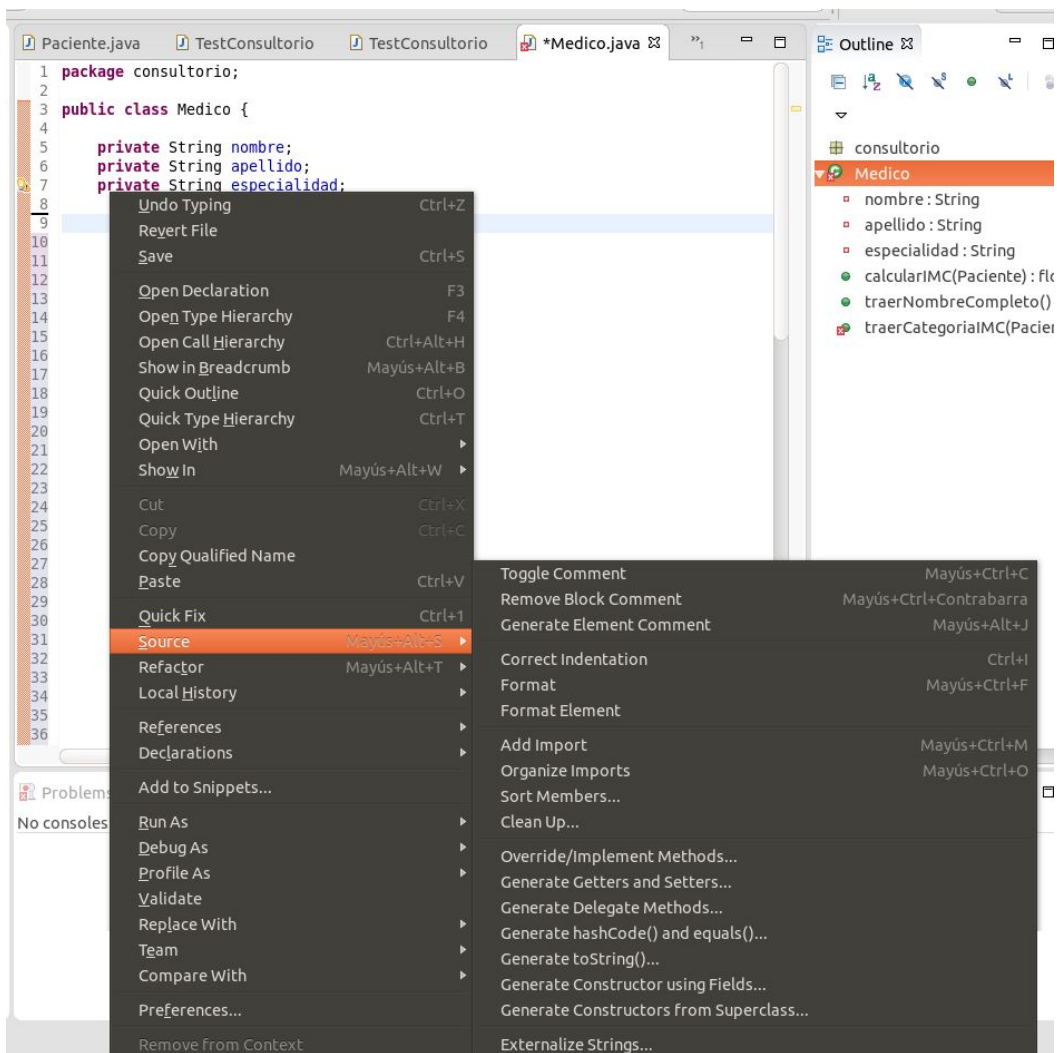 Paciente.java TestConsultorio TestConsultorio *Medico.java »1
Outline
1 package consultorio;
2
3 public class Medico {
4
5 private String nombre;
6 private String apellido;
7 private String especialidad;
8
9
10
11
12
13
14
15
16
17
18
19
20
21
22
23
24
25
26
27
28
29
30
31
32
33
34
35
36
consultorio
Medico
nombre : String
apellido : String
especialidad : String
calcularIMC(Paciente) : flo
traerNombreCompleto()
traerCategoriaIMC(Pacien
Undo Typing Ctrl+Z
Revert File
Save Ctrl+S
Open Declaration F3
Open Type Hierarchy F4
Open Call Hierarchy Ctrl+Alt+H
Show in Breadcrumb Mayús+Alt+B
Quick Outline Ctrl+O
Quick Type Hierarchy Ctrl+T
Open With
Show In Mayús+Alt+W
Cut Ctrl+X
Copy Ctrl+C
Copy Qualified Name
Paste Ctrl+V
Quick Fix Ctrl+1
Source Mayús+Alt+S
Refactor Mayús+Alt+T
Local History
References
Declarations
Add to Snippets...
Run As
Debug As
Profile As
Validate
Replace With
Team
Compare With
Preferences...
Remove from Context
Toggle Comment Mayús+Ctrl+C
Remove Block Comment Mayús+Ctrl+Contrabarra
Generate Element Comment Mayús+Alt+J
Correct Indentation Ctrl+I
Format Mayús+Ctrl+F
Format Element
Add Import Mayús+Ctrl+M
Organize Imports Mayús+Ctrl+O
Sort Members...
Clean Up...
Override/Implement Methods...
Generate Getters and Setters...
Generate Delegate Methods...
Generate hashCode() and equals()...
Generate toString()...
Generate Constructor using Fields...
Generate Constructors from Superclass...
Externalize Strings...
Problems
No consoles